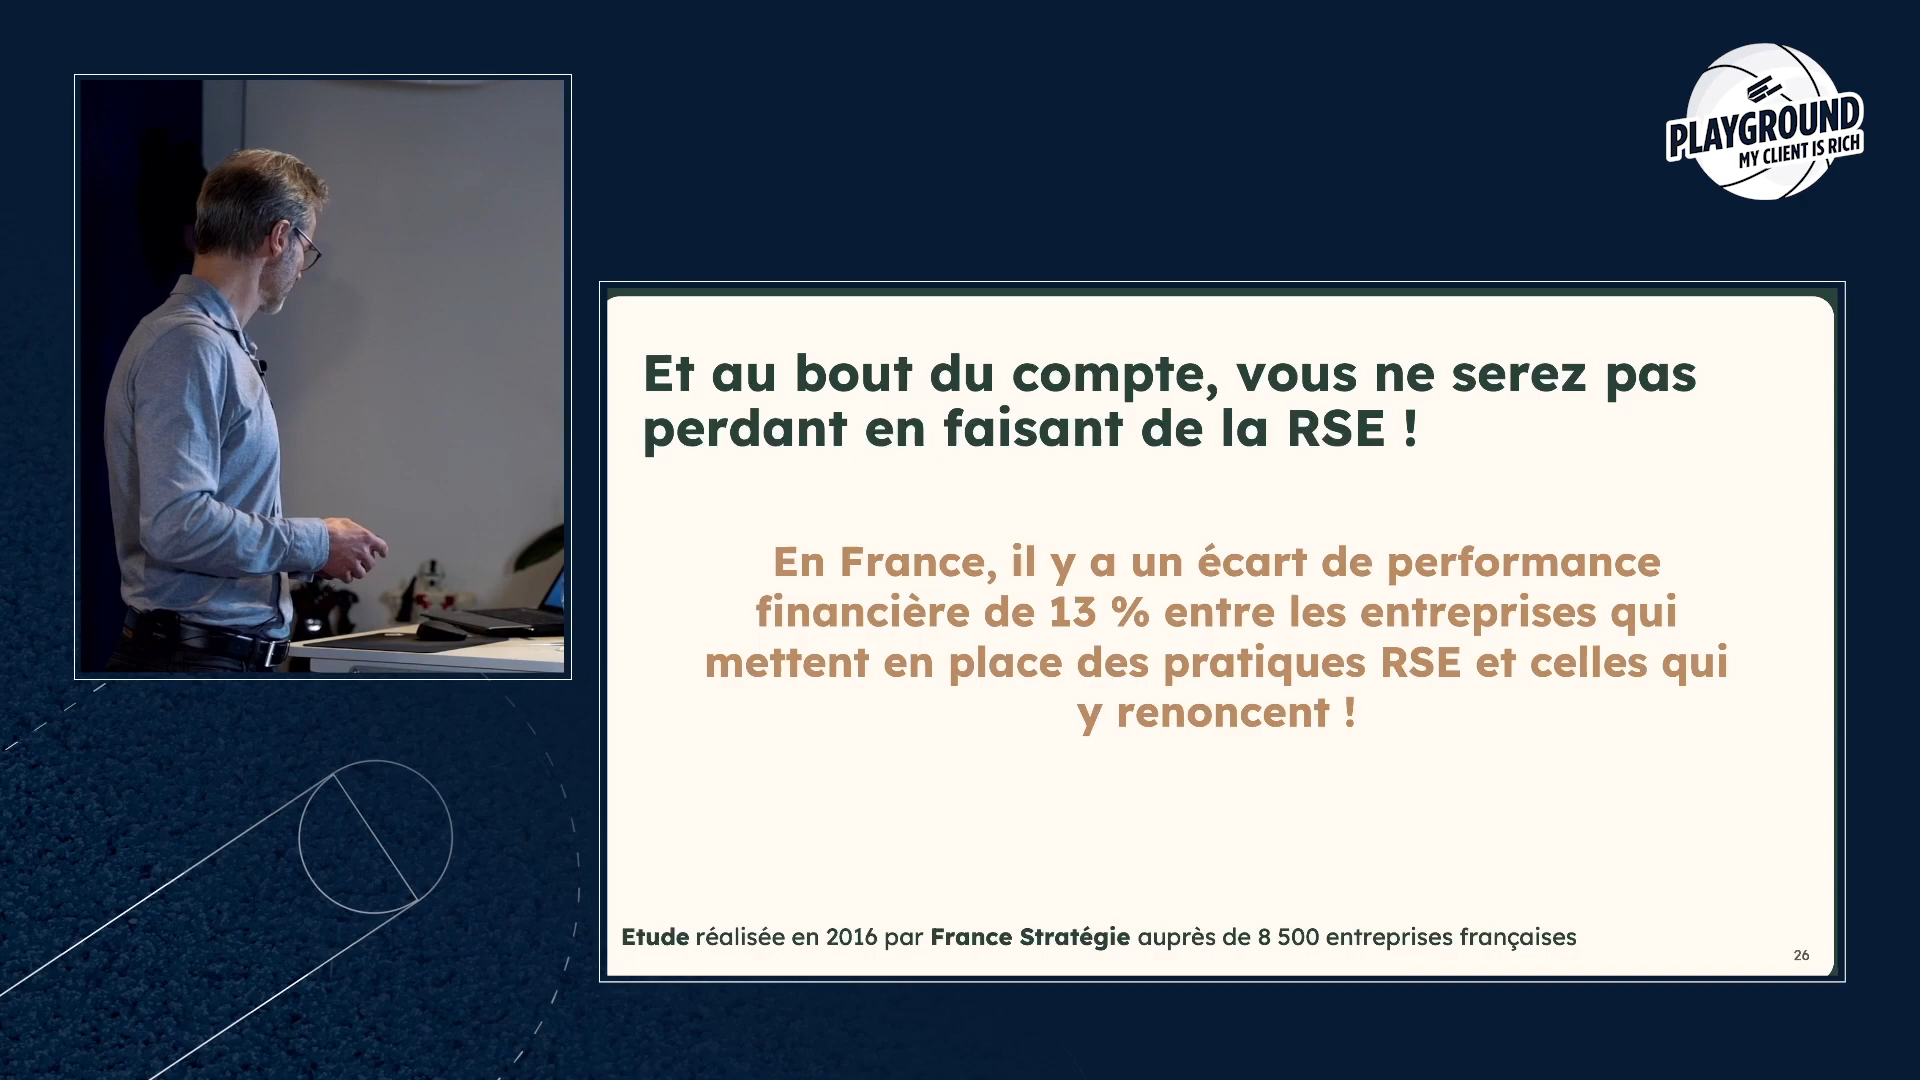 PLAYGROUND
MY CLIENT IS RICH
Et au bout du compte, vous ne serez pas
perdant en faisant de la RSE !
En France, il y a un écart de performance
financière de 13 % entre les entreprises qui
mettent en place des pratiques RSE et celles qui
y renoncent !
Etude réalisée en 2016 par France Stratégie auprès de 8 500 entreprises françaises
26